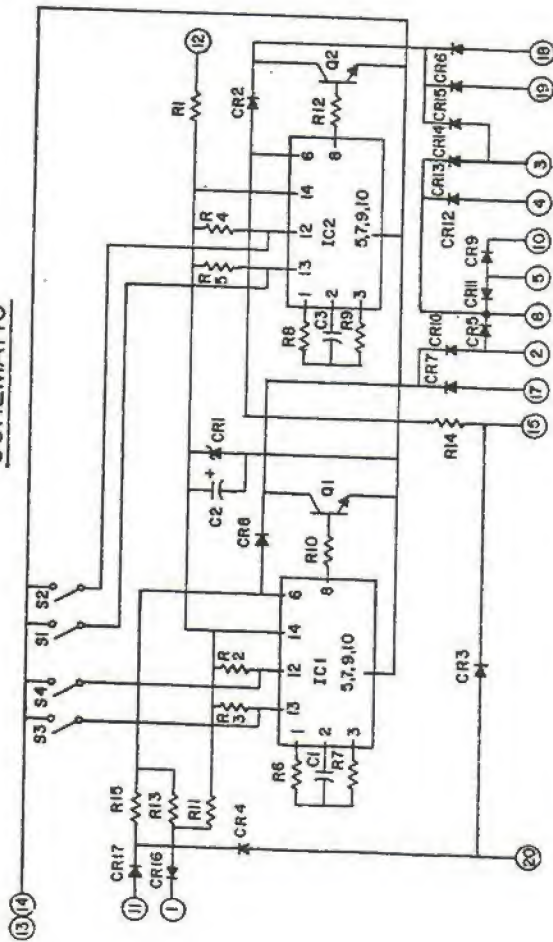 SCHEMATIC
13 14
S3
S4
S1
S2
12
R1
CR17
R15
11
CR16
R13
1
R11
CR4
R
3
R
2
13
12
14
6
1
R6
C1
2
R7
3
IC1
5,7,9,10
8
R10
Q1
CR8
C2
+
CR1
R
5
R
4
13
12
14
6
1
R8
C3
2
R9
3
IC2
5,7,9,10
8
R12
Q2
CR2
R14
CR3
CR7
CR10
CR5
CR11
CR9
CR12
CR13
CR14
CR15
CR6
20
15
17
2
8
5
10
4
3
19
18